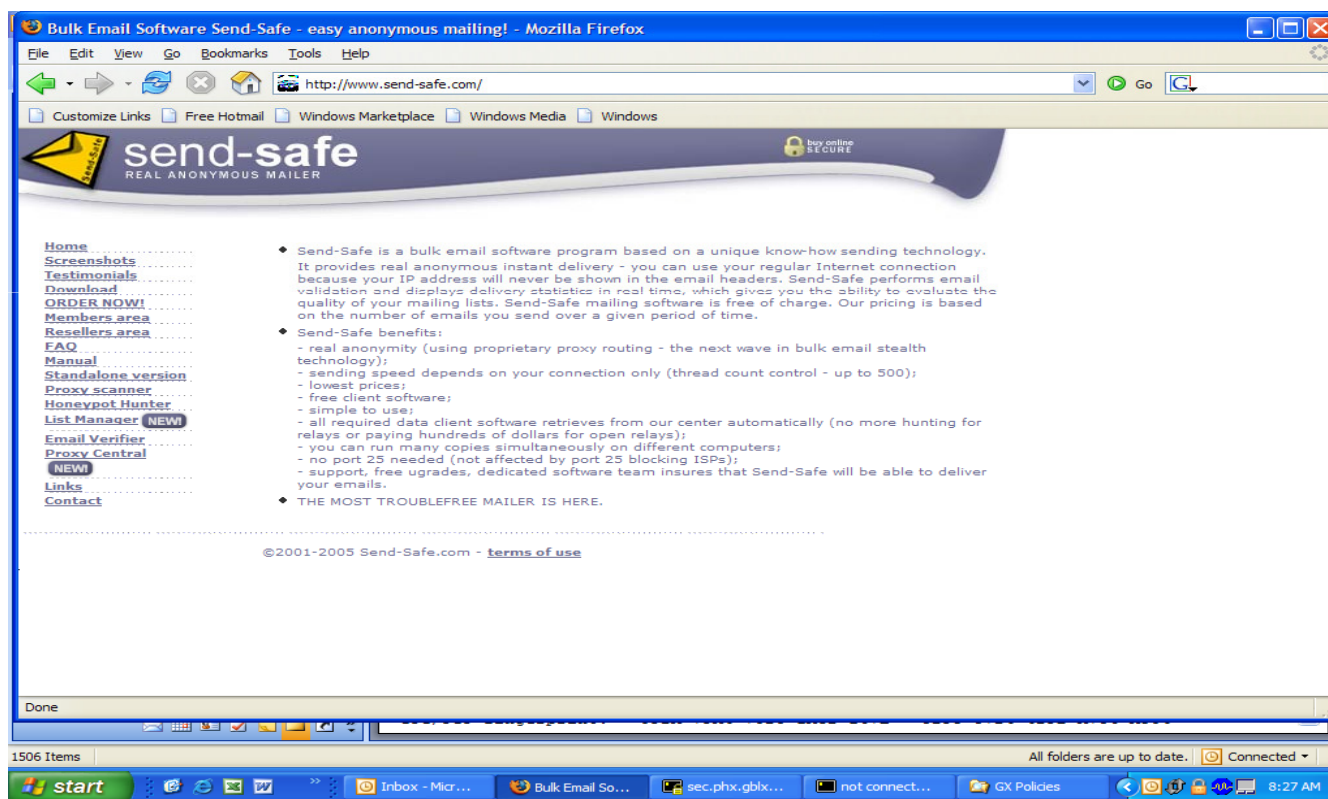 Bulk Email Software Send-Safe - easy anonymous mailing! - Mozilla Firefox
File Edit View Go Bookmarks Tools Help
http://www.send-safe.com/
Go
G
Customize Links Free Hotmail Windows Marketplace Windows Media Windows
Send-Safe
send-safe
REAL ANONYMOUS MAILER
buy online
SECURE
Home
Screenshots
Testimonials
Download
ORDER NOW!
Members area
Resellers area
FAQ
Manual
Standalone version
Proxy scanner
Honeypot Hunter
List Manager NEW!
Email Verifier
Proxy Central
NEW!
Links
Contact
Send-Safe is a bulk email software program based on a unique know-how sending technology.
It provides real anonymous instant delivery - you can use your regular Internet connection
because your IP address will never be shown in the email headers. Send-Safe performs email
validation and displays delivery statistics in real time, which gives you the ability to evaluate the
quality of your mailing lists. Send-Safe mailing software is free of charge. Our pricing is based
on the number of emails you send over a given period of time.
Send-Safe benefits:
- real anonymity (using proprietary proxy routing - the next wave in bulk email stealth
technology);
- sending speed depends on your connection only (thread count control - up to 500);
- lowest prices;
- free client software;
- simple to use;
- all required data client software retrieves from our center automatically (no more hunting for
relays or paying hundreds of dollars for open relays);
- you can run many copies simultaneously on different computers;
- no port 25 needed (not affected by port 25 blocking ISPs);
- support, free ugrades, dedicated software team insures that Send-Safe will be able to deliver
your emails.
THE MOST TROUBLEFREE MAILER IS HERE.
©2001-2005 Send-Safe.com - terms of use
Done
1506 Items
All folders are up to date. Connected
start
Inbox - Micr...
Bulk Email So...
sec.phx.gblx...
not connect...
GX Policies
8:27 AM